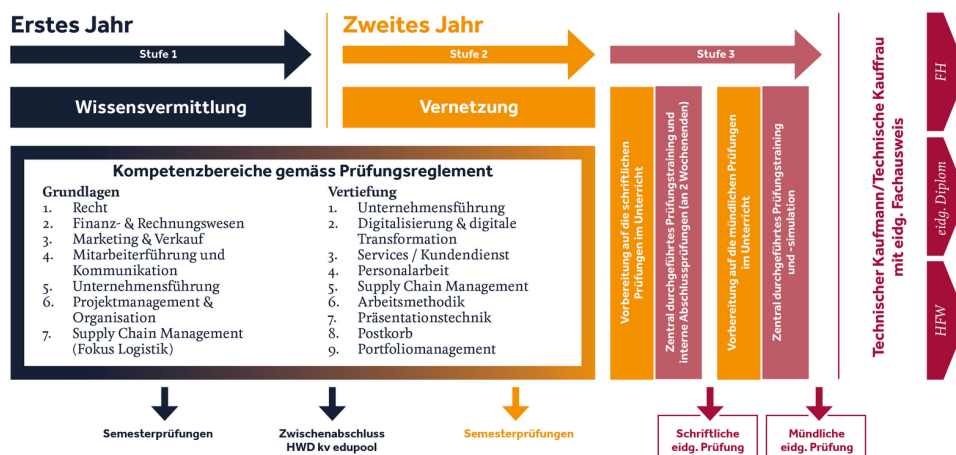 Erstes Jahr
Zweites Jahr
Stufe 1
Stufe 2
Stufe 3
Wissensvermittlung
Vernetzung
Kompetenzbereiche gemäss Prüfungsreglement
Grundlagen
1. Recht
2. Finanz- & Rechnungswesen
3. Marketing & Verkauf
4. Mitarbeiterführung und
Kommunikation
5. Unternehmensführung
6. Projektmanagement &
Organisation
7. Supply Chain Management
(Fokus Logistik)
Vertiefung
1. Unternehmensführung
2. Digitalisierung & digitale
Transformation
3. Services / Kundendienst
4. Personalarbeit
5. Supply Chain Management
6. Arbeitsmethodik
7. Präsentationstechnik
8. Postkorb
9. Portfoliomanagement
Vorbereitung auf die schriftlichen
Prüfungen im Unterricht
Zentral durchgeführtes Prüfungstraining und
interne Abschlussprüfungen (an 2 Wochenenden)
Vorbereitung auf die mündlichen Prüfungen
im Unterricht
Zentral durchgeführtes Prüfungstraining
und -simulation
Technischer Kaufmann/Technische Kauffrau
mit eidg. Fachausweis
FH
eidg. Diplom
HFW
Semesterprüfungen
Zwischenabschluss
HWD kv edupool
Semesterprüfungen
Schriftliche
eidg. Prüfung
Mündliche
eidg. Prüfung